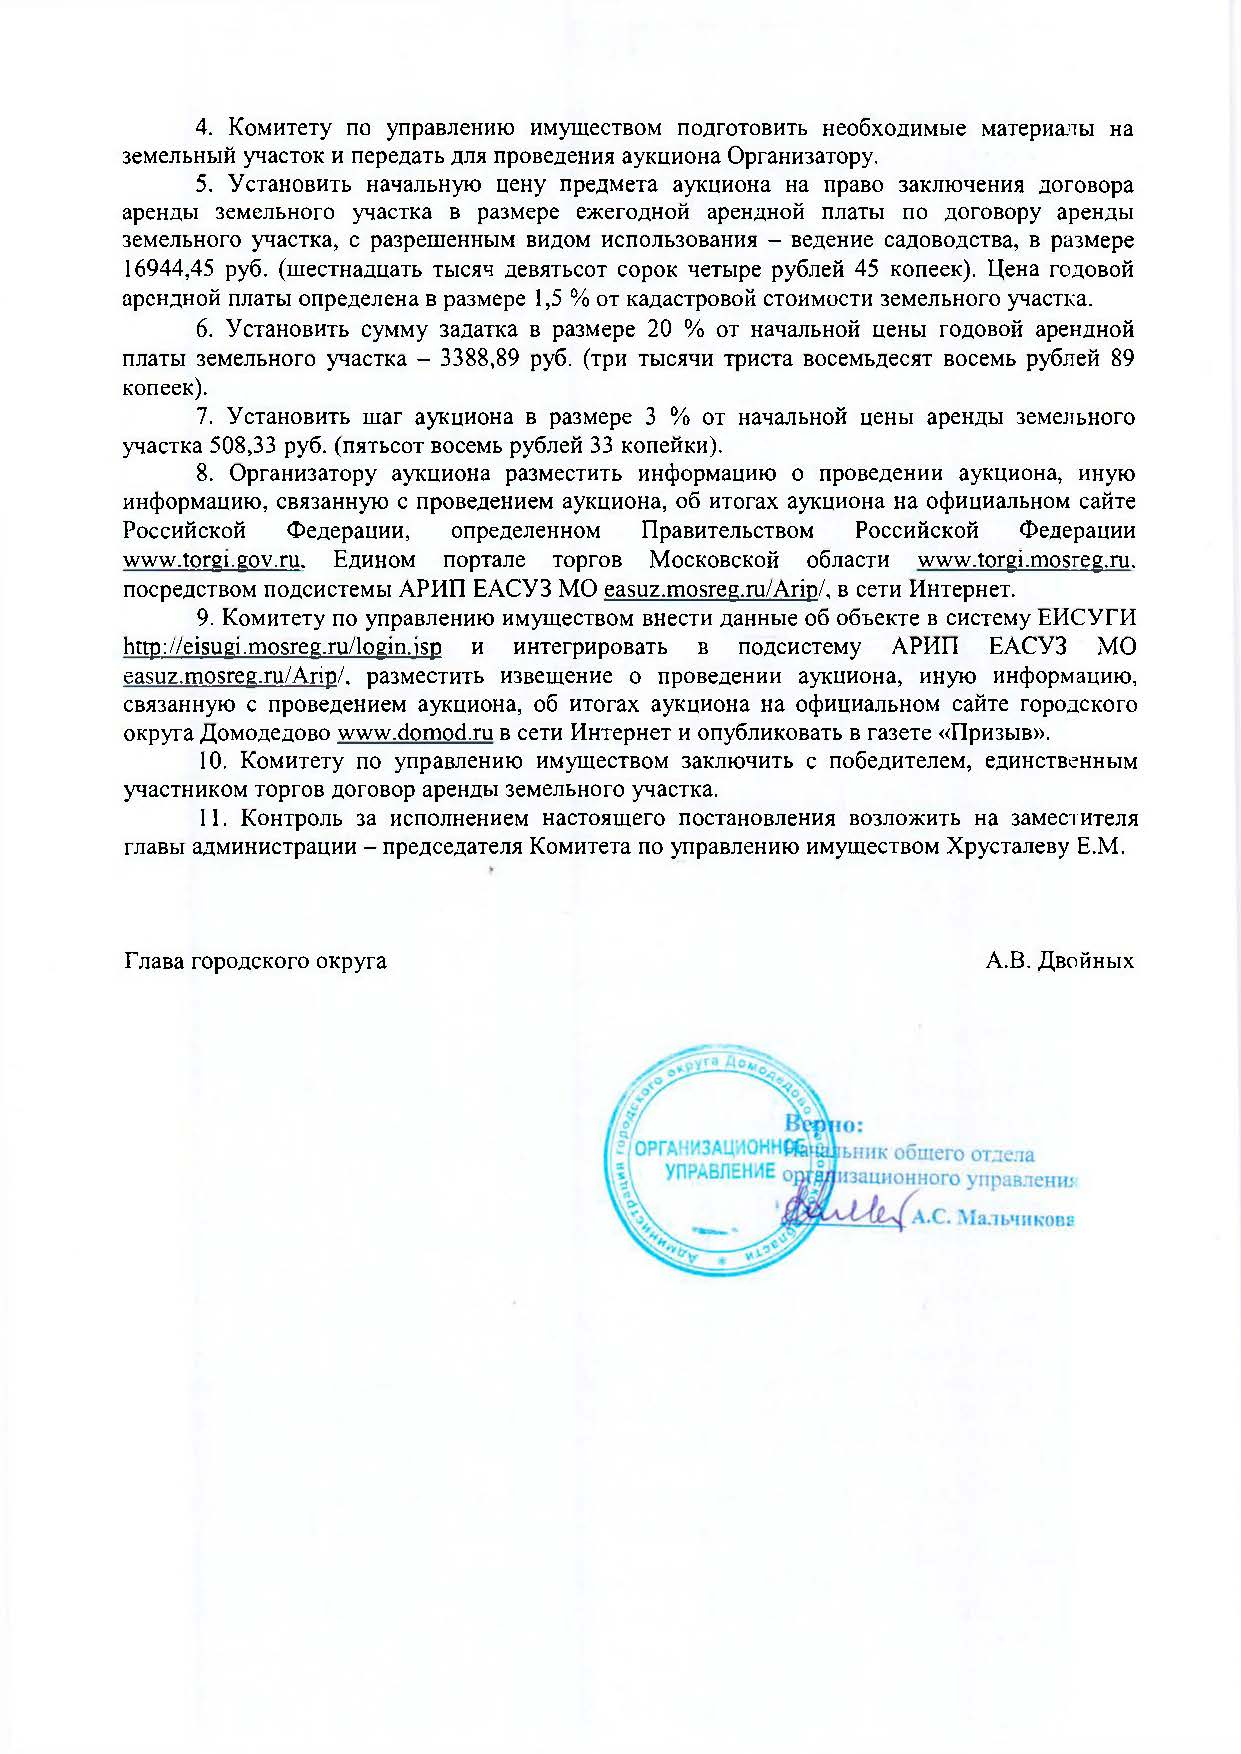 4. Комитету по управлению имуществом подготовить необходимые материалы на
земельный участок и передать для проведения аукциона Организатору.
5. Установить начальную цену предмета аукциона на право заключения договора
аренды земельного участка в размере ежегодной арендной платы по договору аренды
земельного участка, с разрешенным видом использования – ведение садоводства, в размере
16944,45 руб. (шестнадцать тысяч девятьсот сорок четыре рублей 45 копеек). Цена годовой
арендной платы определена в размере 1,5 % от кадастровой стоимости земельного участка.
6. Установить сумму задатка в размере 20 % от начальной цены годовой арендной
платы земельного участка – 3388,89 руб. (три тысячи триста восемьдесят восемь рублей 89
копеек).
7. Установить шаг аукциона в размере 3 % от начальной цены аренды земельного
участка 508,33 руб. (пятьсот восемь рублей 33 копейки).
8. Организатору аукциона разместить информацию о проведении аукциона, иную
информацию, связанную с проведением аукциона, об итогах аукциона на официальном сайте
Российской Федерации, определенном Правительством Российской Федерации
www.torgi.gov.ru, Едином портале торгов Московской области www.torgi.mosreg.ru,
посредством подсистемы АРИП ЕАСУЗ МО easuz.mosreg.ru/Arip/, в сети Интернет.
9. Комитету по управлению имуществом внести данные об объекте в систему ЕИСУГИ
http://eisugi.mosreg.ru/login.jsp и интегрировать в подсистему АРИП ЕАСУЗ МО
easuz.mosreg.ru/Arip/, разместить извещение о проведении аукциона, иную информацию,
связанную с проведением аукциона, об итогах аукциона на официальном сайте городского
округа Домодедово www.domod.ru в сети Интернет и опубликовать в газете «Призыв».
10. Комитету по управлению имуществом заключить с победителем, единственным
участником торгов договор аренды земельного участка.
11. Контроль за исполнением настоящего постановления возложить на заместителя
главы администрации – председателя Комитета по управлению имуществом Хрусталеву Е.М.
Глава городского округа А.В. Двойных
Администрация городского округа Домодедово Московской области
ОРГАНИЗАЦИОННОЕ
УПРАВЛЕНИЕ
Верно:
Начальник общего отдела
организационного управления
А.С. Мальчикова